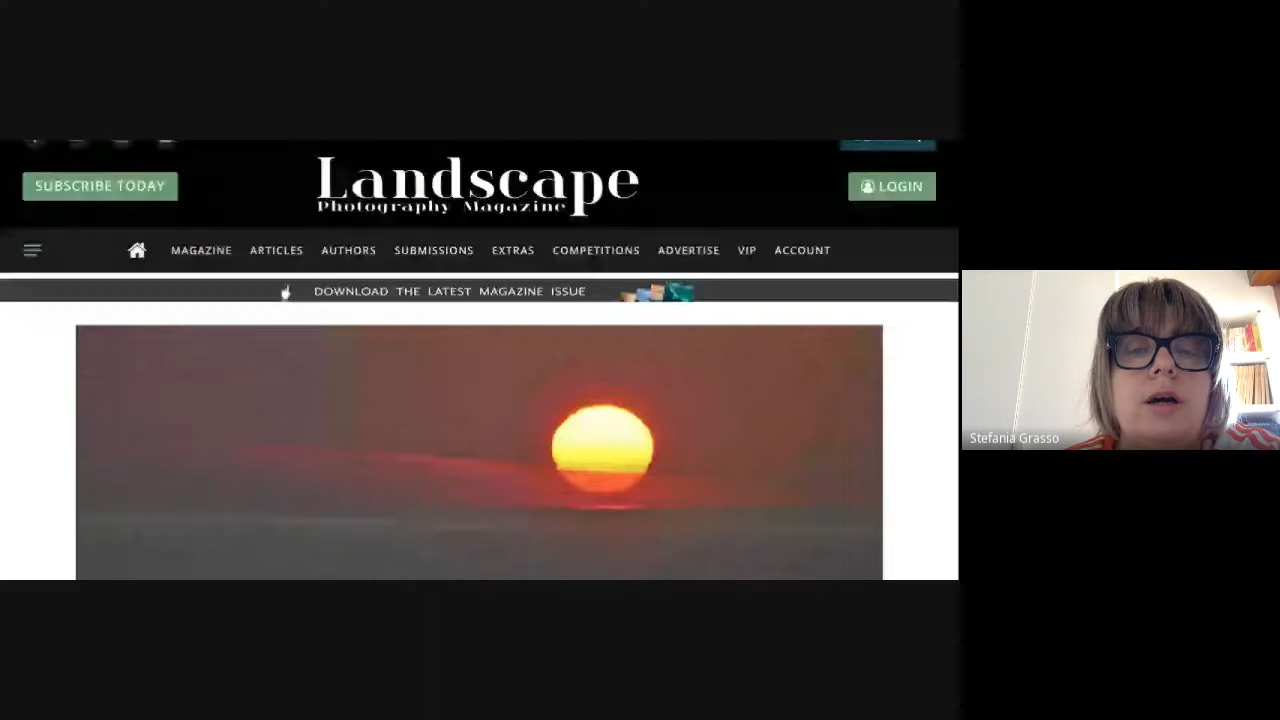 SUBSCRIBE TODAY
Landscape
Photography Magazine
LOGIN
MAGAZINE ARTICLES AUTHORS SUBMISSIONS EXTRAS COMPETITIONS ADVERTISE VIP ACCOUNT
DOWNLOAD THE LATEST MAGAZINE ISSUE
Stefania Grasso